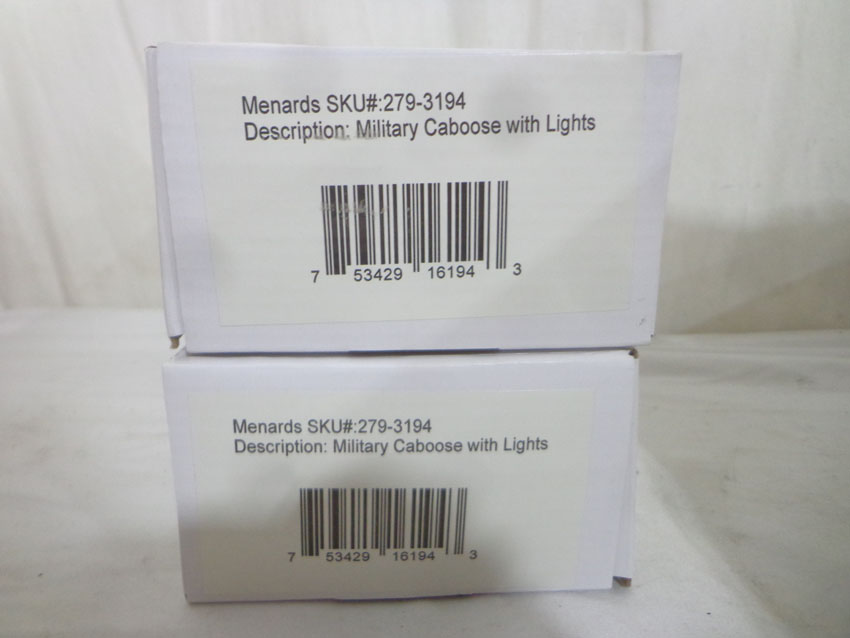 Menards SKU#:279-3194
Description: Military Caboose with Lights
7 53429 16194 3
Menards SKU#:279-3194
Description: Military Caboose with Lights
7 53429 16194 3